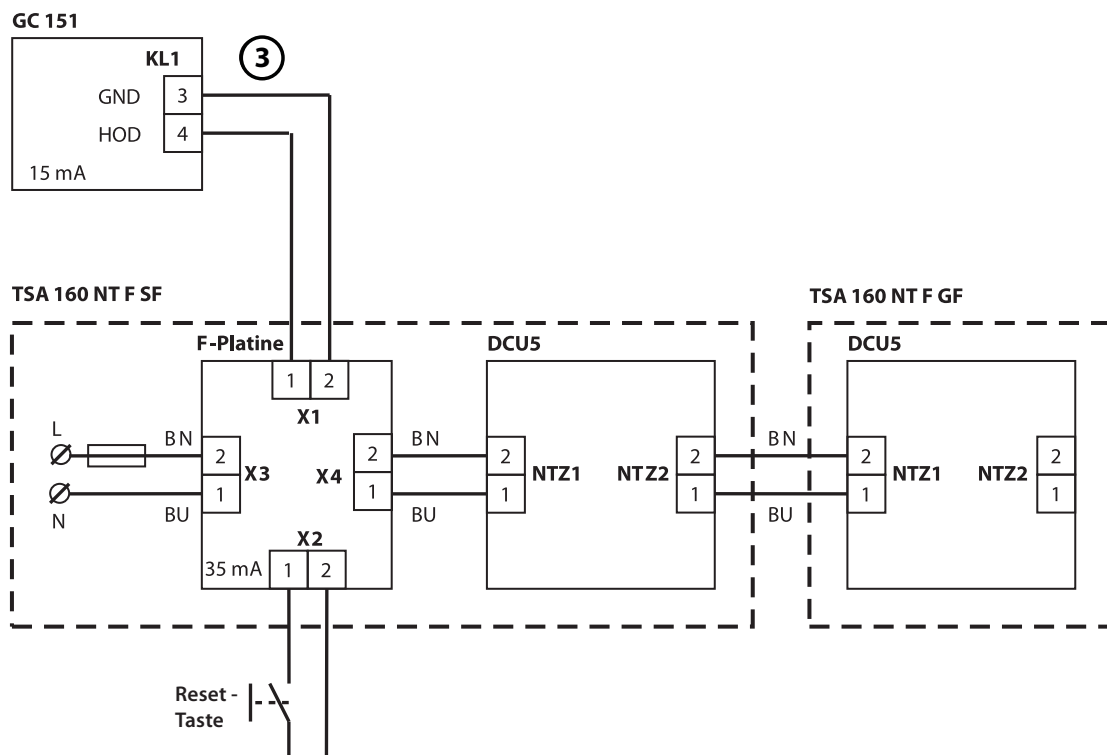 GC 151
KL1
3
GND 3
HOD 4
15 mA
TSA 160 NT F SF
TSA 160 NT F GF
F-Platine
DCU5
DCU5
1 2
X1
L
BN
2
X3
1
BU
N
X4
2
1
BN
BU
2
1
NTZ1
NTZ2
2
1
BN
BU
2
1
NTZ1
NTZ2
2
1
X2
35 mA 1 2
Reset -
Taste